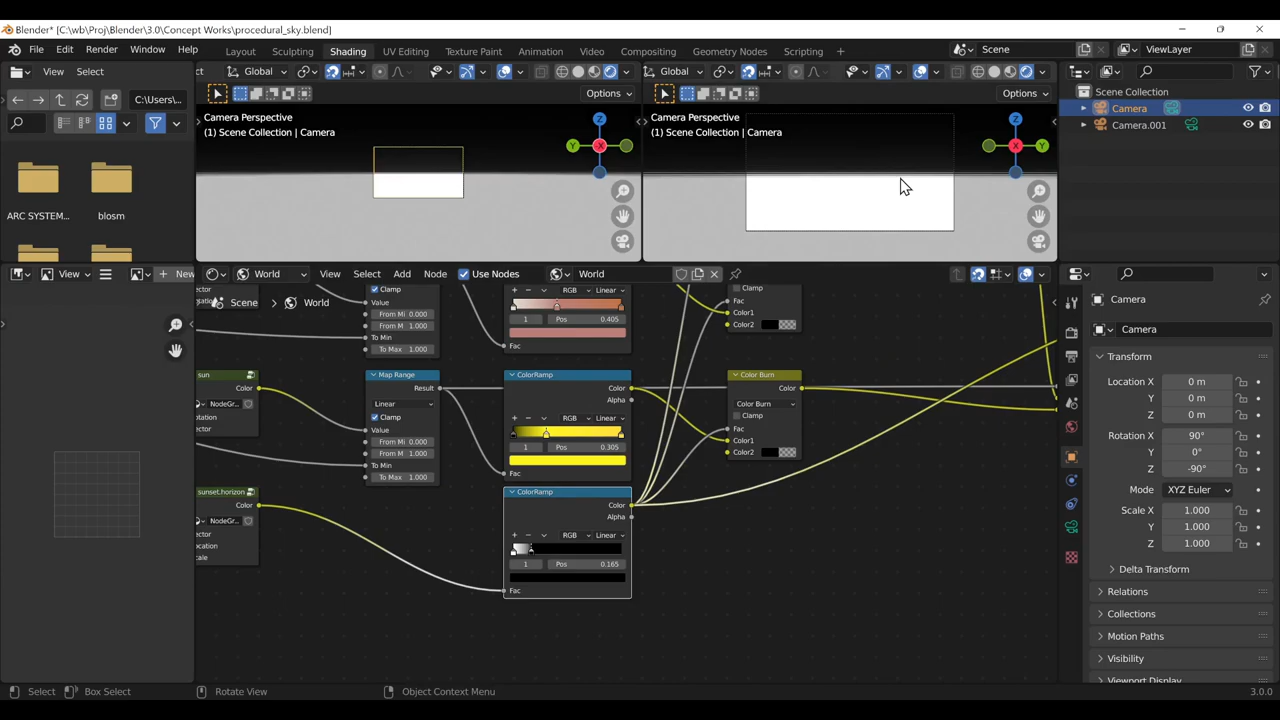 Blender* [C:\wb\Proj\Blender\3.0\Concept Works\procedural_sky.blend]
File Edit Render Window Help
Layout Sculpting Shading UV Editing Texture Paint Animation Video Compositing Geometry Nodes Scripting +
Scene
ViewLayer
View Select
ct Global
Global
C:\Users\...
Options
Options
Camera Perspective
(1) Scene Collection | Camera
Z
Y
-X
Camera Perspective
(1) Scene Collection | Camera
Z
X
Y
Scene Collection
Camera
Camera.001
ARC SYSTEM...
blosm
View
+ New
World View Select Add Node Use Nodes World
Scene > World
Clamp
Value
From Mi 0.000
From M 1.000
To Min
To Max 1.000
+ − RGB Linear
1 Pos 0.405
Fac
Clamp
Fac
Color1
Color2
sun
Color
NodeGr...
otation
Map Range
Result
Linear
Clamp
Value
From Mi 0.000
From M 1.000
To Min
To Max 1.000
ColorRamp
Color
Alpha
+ − RGB Linear
1 Pos 0.305
Fac
Color Burn
Color
Color Burn
Clamp
Fac
Color1
Color2
sunset.horizon
Color
NodeGr...
ector
ocation
cale
ColorRamp
Color
Alpha
+ − RGB Linear
1 Pos 0.165
Fac
Camera
Camera
Transform
Location X 0 m
Y 0 m
Z 0 m
Rotation X 90°
Y 0°
Z -90°
Mode XYZ Euler
Scale X 1.000
Y 1.000
Z 1.000
Delta Transform
Relations
Collections
Motion Paths
Visibility
Viewport Display
Select
Box Select
Rotate View
Object Context Menu
3.0.0